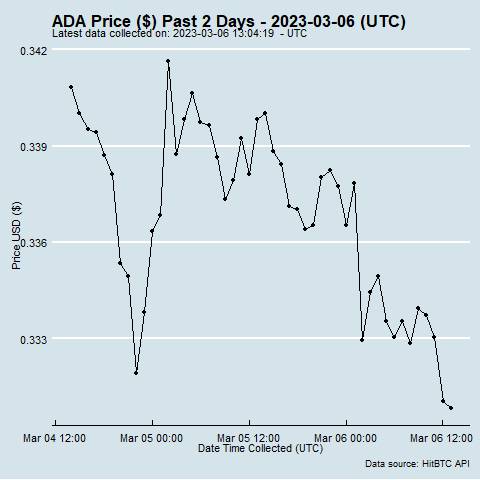 ADA Price ($) Past 2 Days - 2023-03-06 (UTC)
Latest data collected on: 2023-03-06 13:04:19 - UTC
0.342
0.339
0.336
0.333
Price USD ($)
Mar 04 12:00 Mar 05 00:00 Mar 05 12:00 Mar 06 00:00 Mar 06 12:00
Date Time Collected (UTC)
Data source: HitBTC API